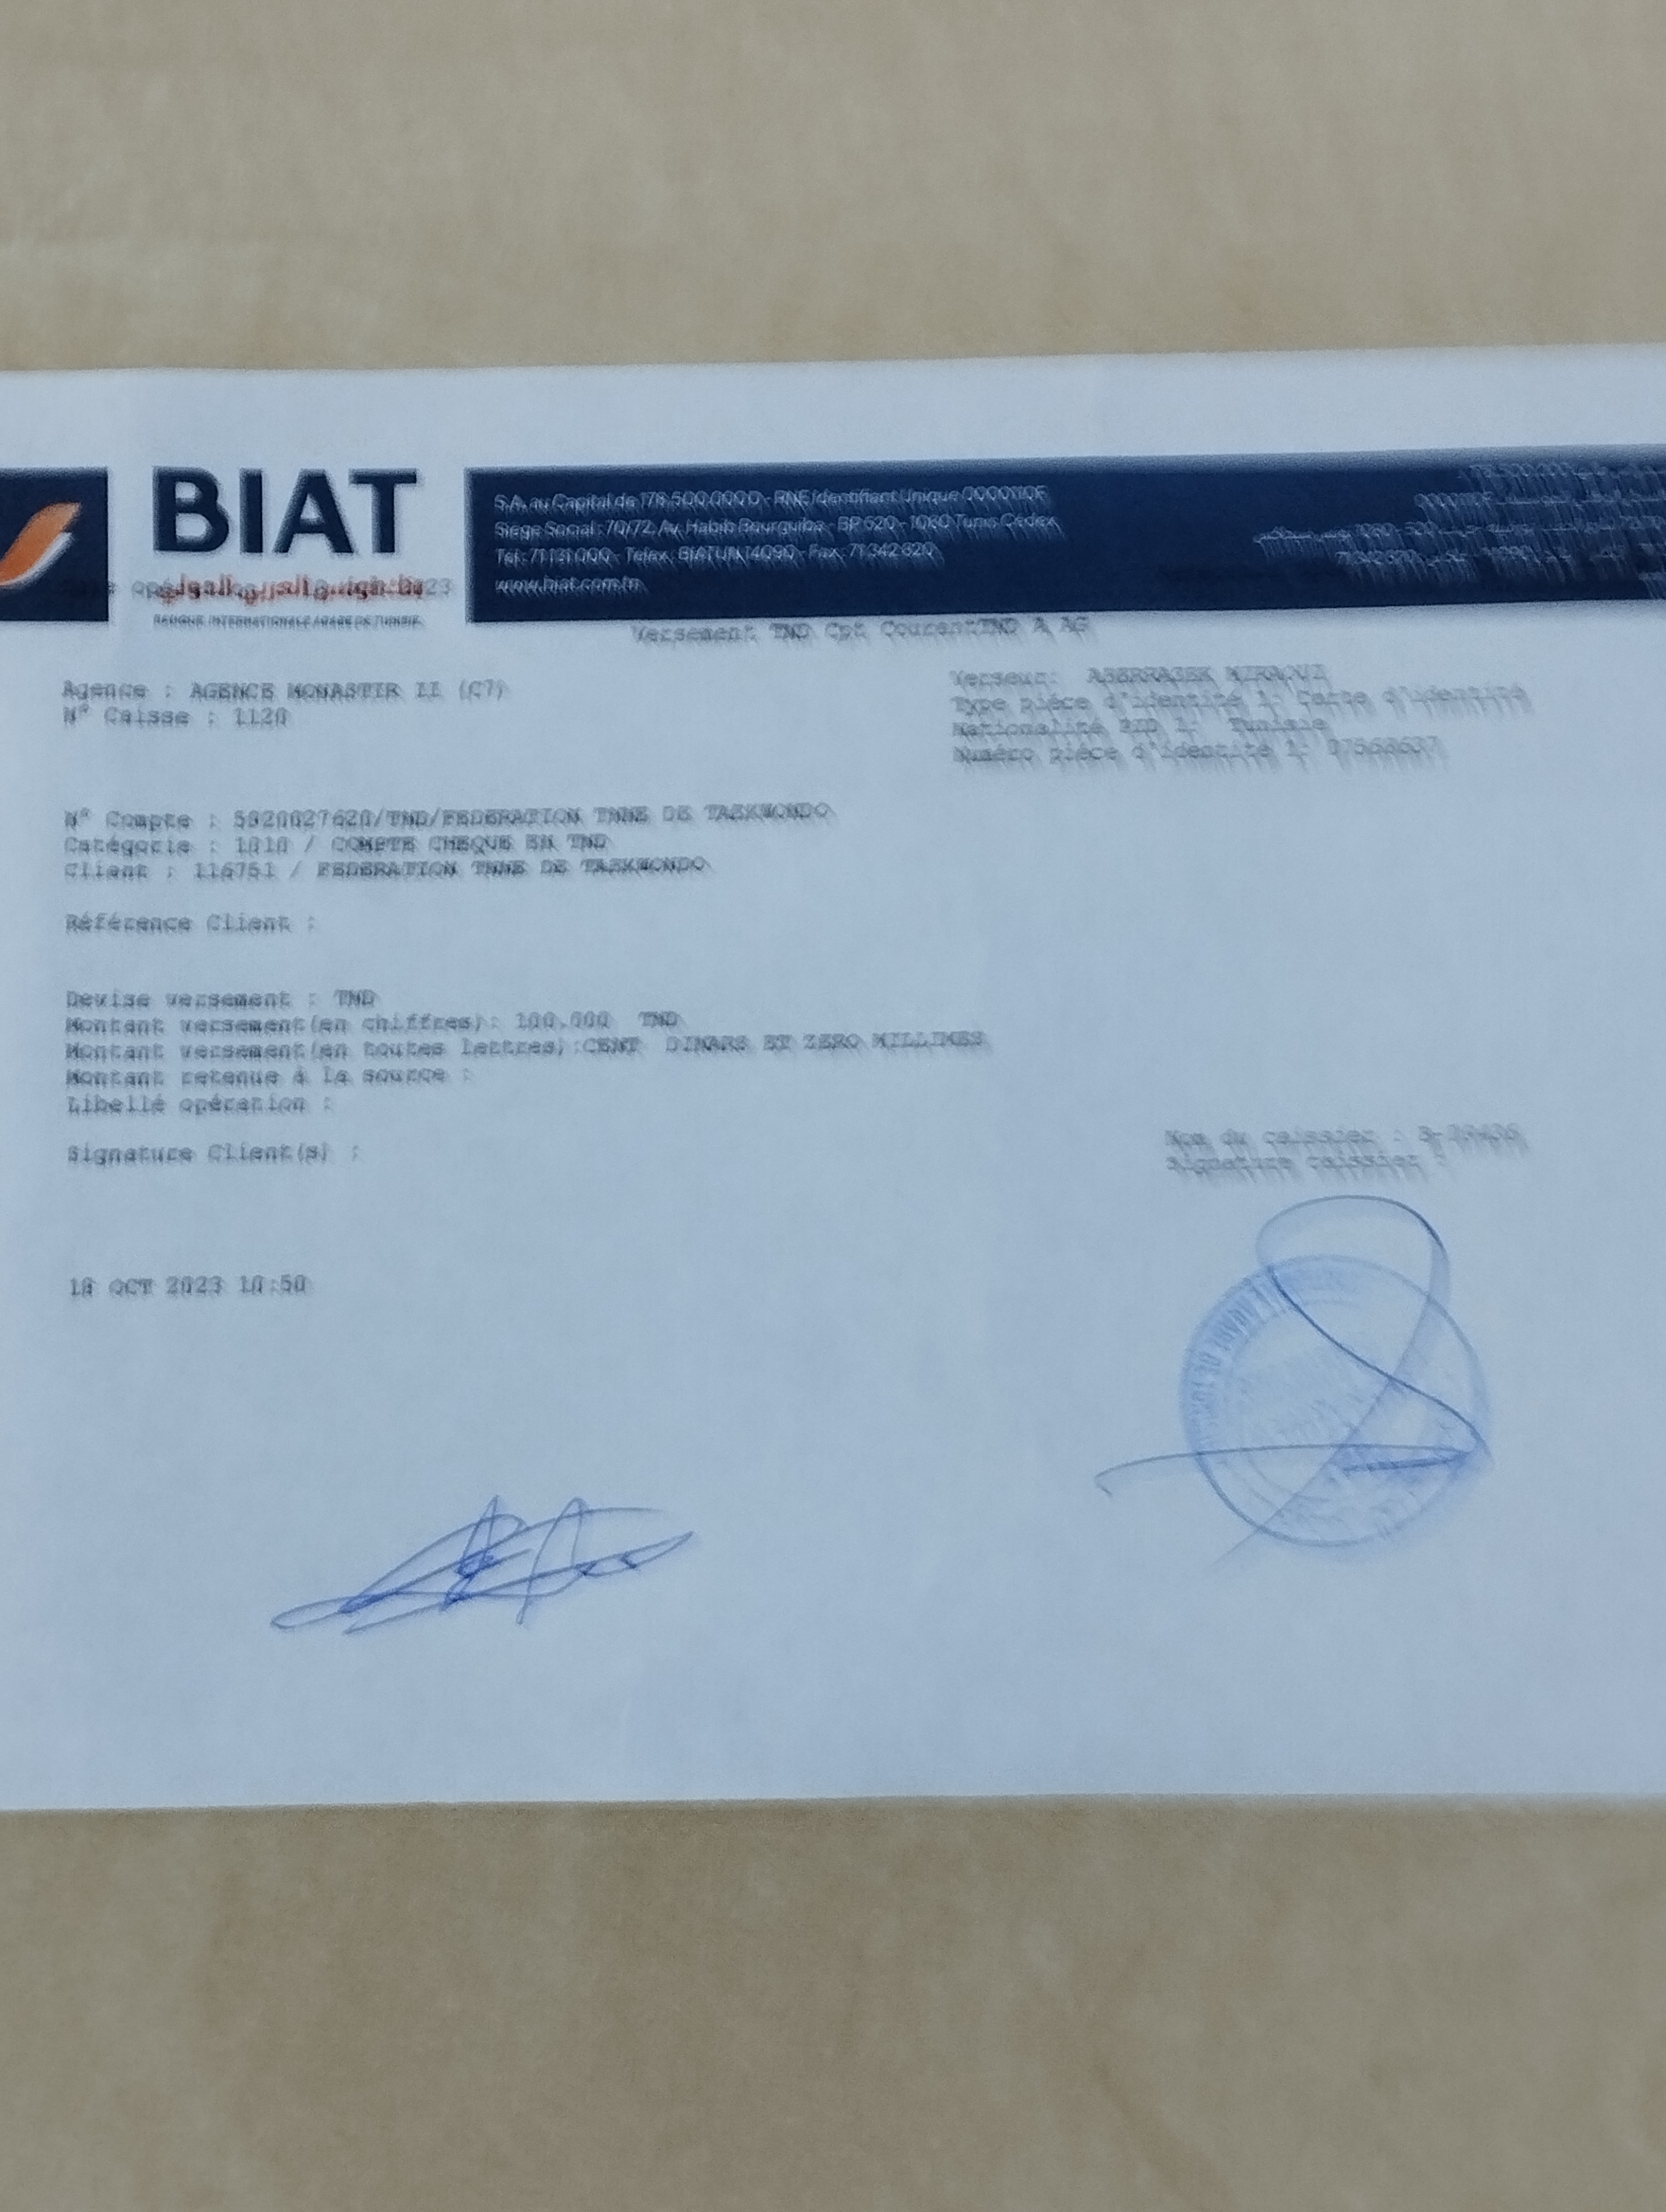 BIAT
S.A. au Capital de 178.500.000 D - RNE/Identifiant Unique 0000110F
Siège Social : 70/72, Av. Habib Bourguiba - BP 520 - 1080 Tunis Cedex
Tél : 71 131 000 - Telex : BIATUN 14090 - Fax : 71 342 820
www.biat.com.tn
بنك تونس العربي الدولي
BANQUE INTERNATIONALE ARABE DE TUNISIE
Versement TND Cpt CourantTND A AG
Agence : AGENCE MONASTIR II (C7)
N° Caisse : 1120
Verseur:
Type pièce d'identité 1: Carte d'identité
Nationalité PID 1: Tunisie
Numéro pièce d'identité 1:
N° Compte : 5920027620/TND/FEDERATION TNNE DE TAEKWONDO
Catégorie : 1010 / COMPTE CHEQUE EN TND
Client : 116751 / FEDERATION TNNE DE TAEKWONDO
Référence Client :
Devise versement : TND
Montant versement(en chiffres): 100.000 TND
Montant versement(en toutes lettres):CENT DINARS ET ZERO MILLIMES
Montant retenue à la source :
Libellé opération :
Signature Client(s) :
Nom du caissier :
Signature caissier :
OCT 2023 10:50